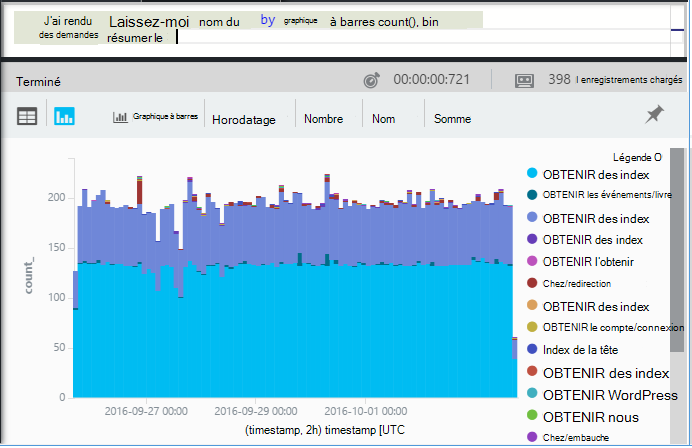 J'ai rendu Laissez-moi nom du by graphique à barres count(), bin
des demandes résumer le
Terminé 00:00:00:721 398 l enregistrements chargés
Graphique à barres Horodatage Nombre Nom Somme
Légende O
OBTENIR des index
OBTENIR les événements/livre
OBTENIR des index
OBTENIR des index
OBTENIR l'obtenir
Chez/redirection
OBTENIR des index
OBTENIR le compte/connexion
Index de la tête
OBTENIR des index
OBTENIR WordPress
OBTENIR nous
Chez/embauche
count_
200
150
100
50
0
2016-09-27 00:00 2016-09-29 00:00 2016-10-01 00:00
(timestamp, 2h) timestamp [UTC